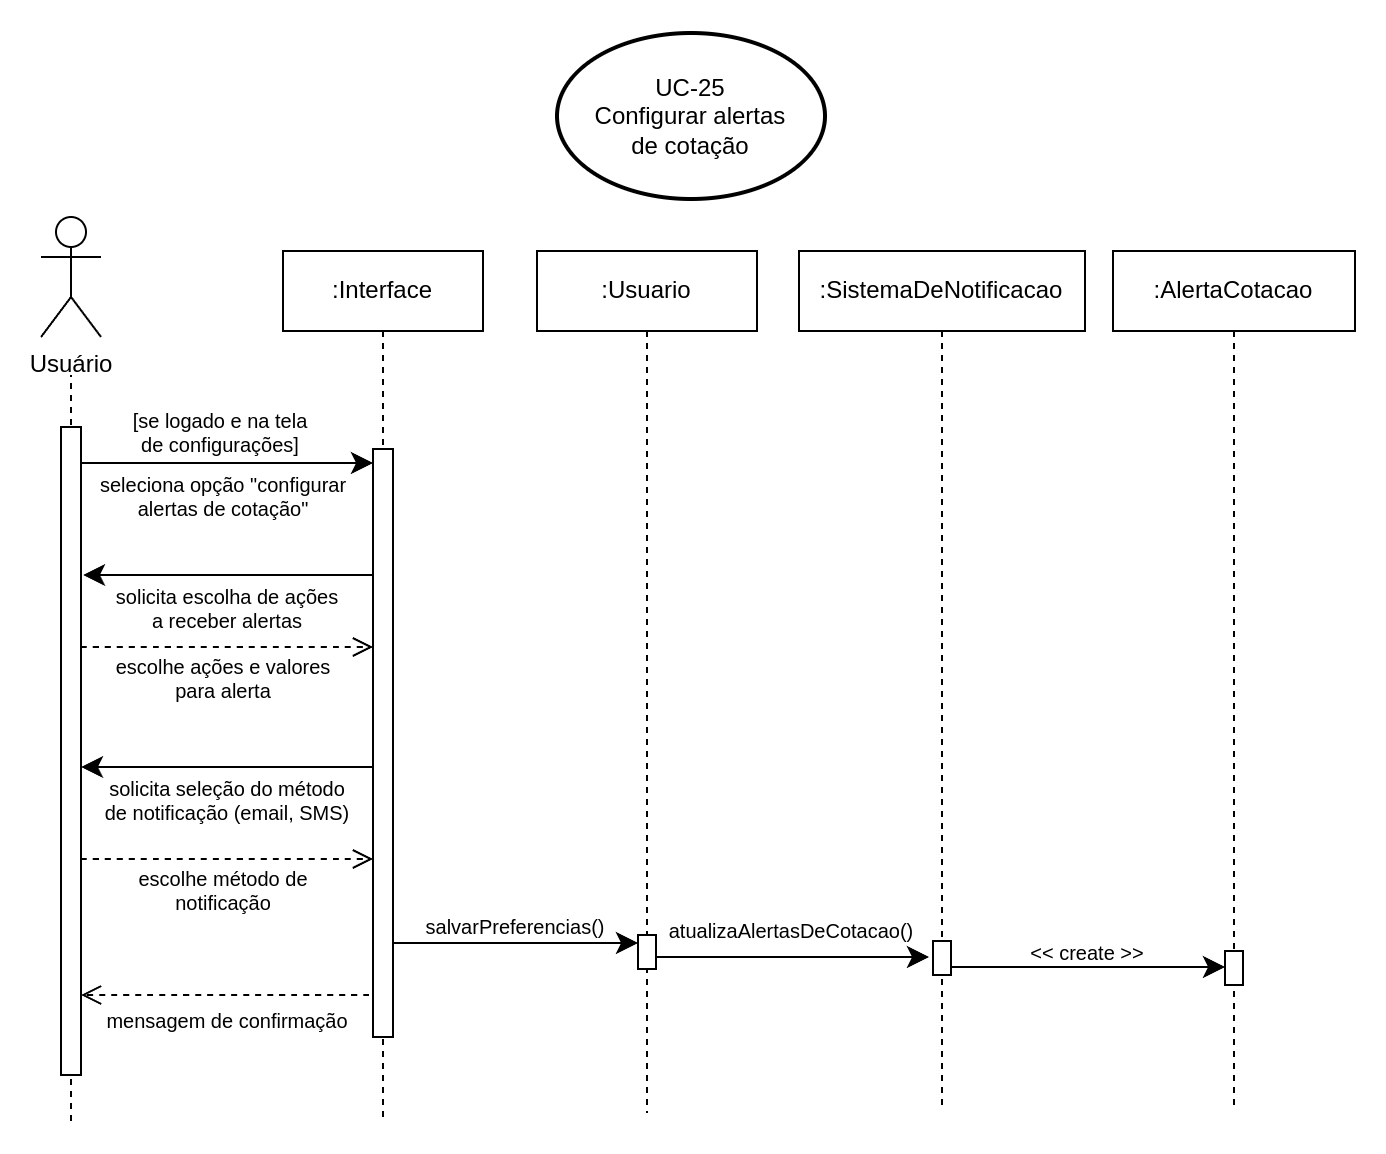 UC-25
Configurar alertas
de cotação
Usuário
:Interface
:Usuario
:SistemaDeNotificacao
:AlertaCotacao
[se logado e na tela
de configurações]
seleciona opção "configurar
alertas de cotação"
solicita escolha de ações
a receber alertas
escolhe ações e valores
para alerta
solicita seleção do método
de notificação (email, SMS)
escolhe método de
notificação
salvarPreferencias()
atualizaAlertasDeCotacao()
<< create >>
mensagem de confirmação